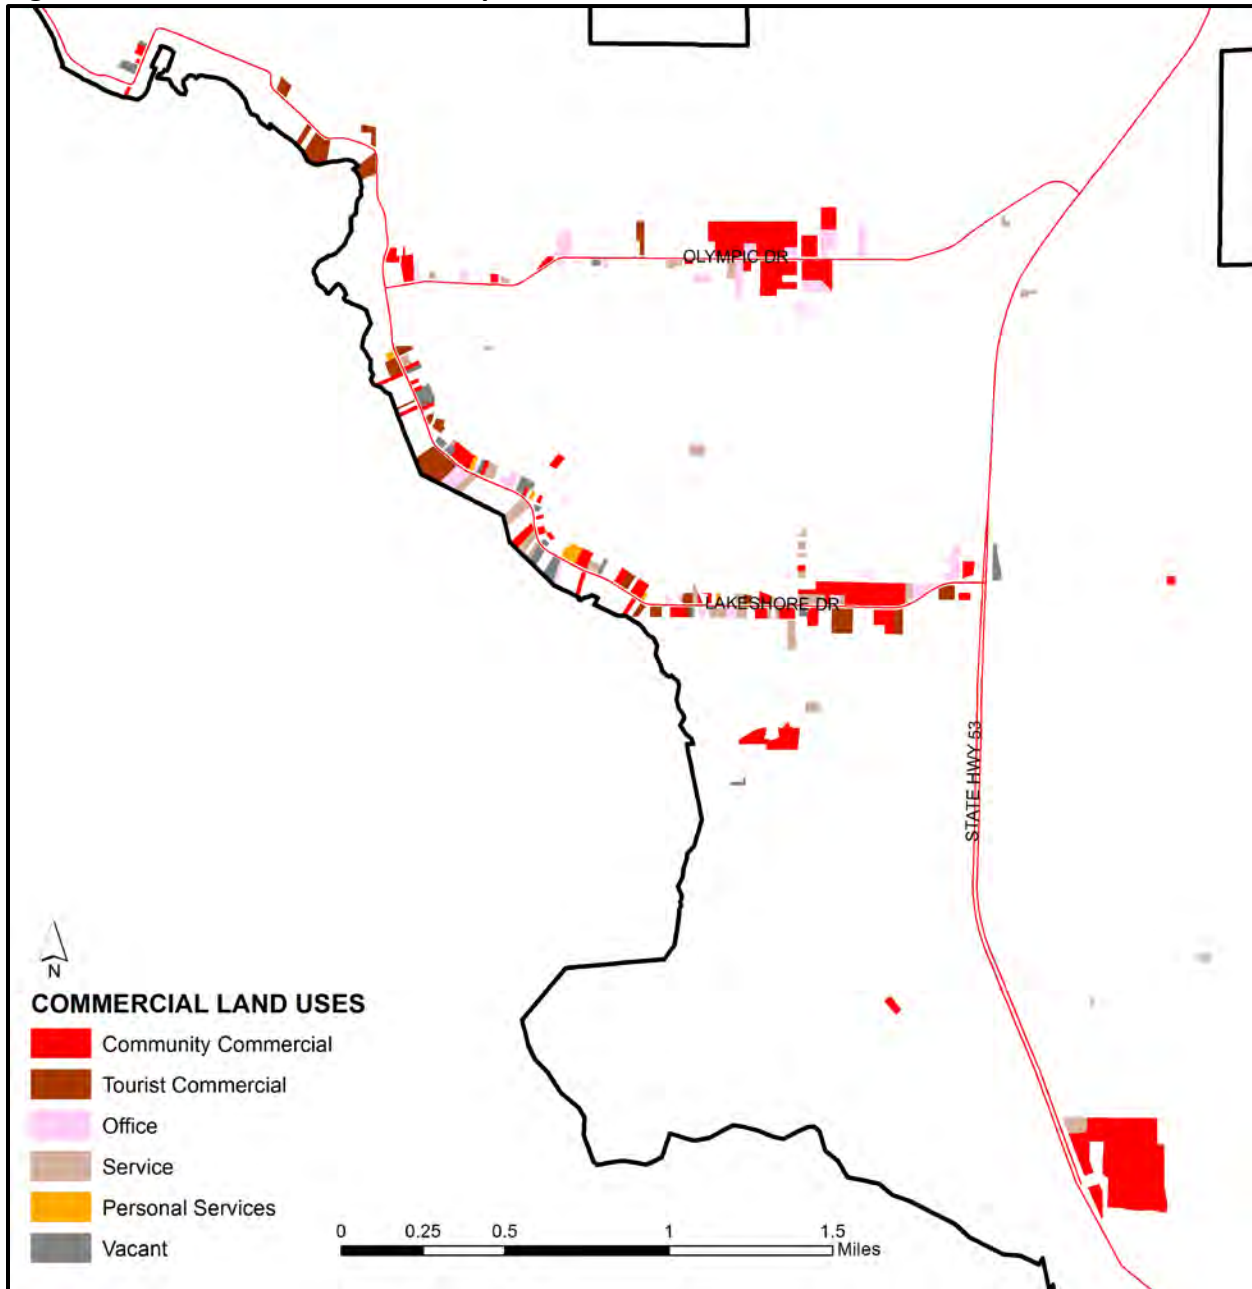 OLYMPIC DR
LAKESHORE DR
STATE HWY 53
N
COMMERCIAL LAND USES
Community Commercial
Tourist Commercial
Office
Service
Personal Services
Vacant
0 0.25 0.5 1 1.5
Miles